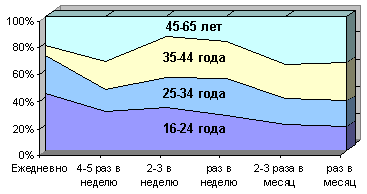 100%
80%
60%
40%
20%
0%
45-65 лет
35-44 года
25-34 года
16-24 года
Ежедневно 4-5 раз в 2-3 в раз в 2-3 раза в раз в
неделю неделю неделю месяц месяц